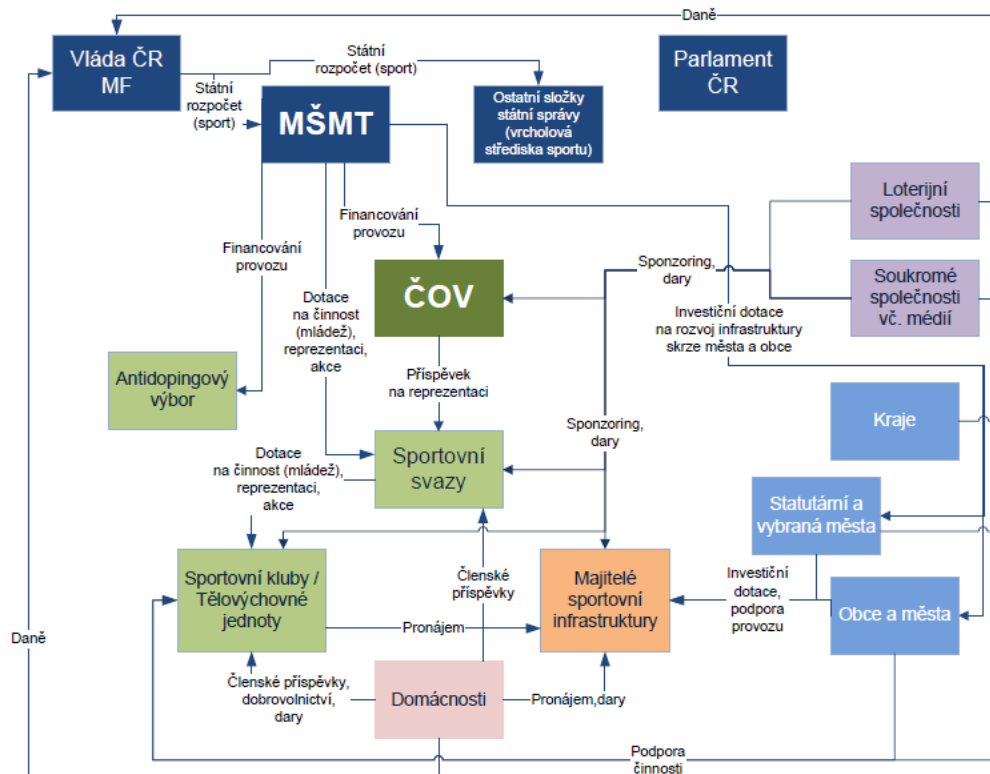 Daně
Vláda ČR
MF
Státní
rozpočet (sport)
Parlament
ČR
Státní
rozpočet
(sport)
MŠMT
Ostatní složky
státní správy
(vrcholová
střediska sportu)
Loterijní
společnosti
Financování
provozu
Financování
provozu
Sponzoring,
dary
Soukromé
společnosti
vč. médií
ČOV
Dotace
na činnost
(mládež),
reprezentaci,
akce
Investiční dotace
na rozvoj infrastruktury
skrze města a obce
Antidopingový
výbor
Příspěvek
na reprezentaci
Kraje
Sponzoring,
dary
Dotace
na činnost (mládež),
reprezentaci,
akce
Sportovní
svazy
Statutární a
vybraná města
Sportovní kluby /
Tělovýchovné
jednoty
Členské
příspěvky
Majitelé
sportovní
infrastruktury
Investiční
dotace,
podpora
provozu
Obce a města
Daně
Pronájem
Členské příspěvky,
dobrovolnictví,
dary
Domácnosti
Pronájem,dary
Podpora
činnosti